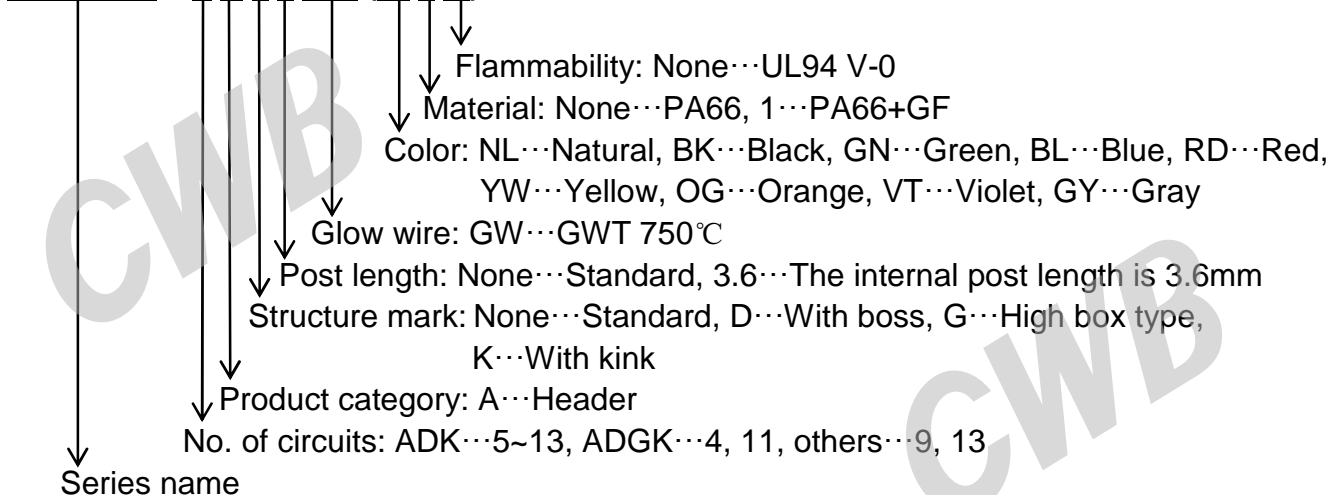 Flammability: None···UL94 V-0
Material: None···PA66, 1···PA66+GF
Color: NL···Natural, BK···Black, GN···Green, BL···Blue, RD···Red,
YW···Yellow, OG···Orange, VT···Violet, GY···Gray
Glow wire: GW···GWT 750℃
Post length: None···Standard, 3.6···The internal post length is 3.6mm
Structure mark: None···Standard, D···With boss, G···High box type,
K···With kink
Product category: A···Header
No. of circuits: ADK···5~13, ADGK···4, 11, others···9, 13
Series name
CWB
CWB